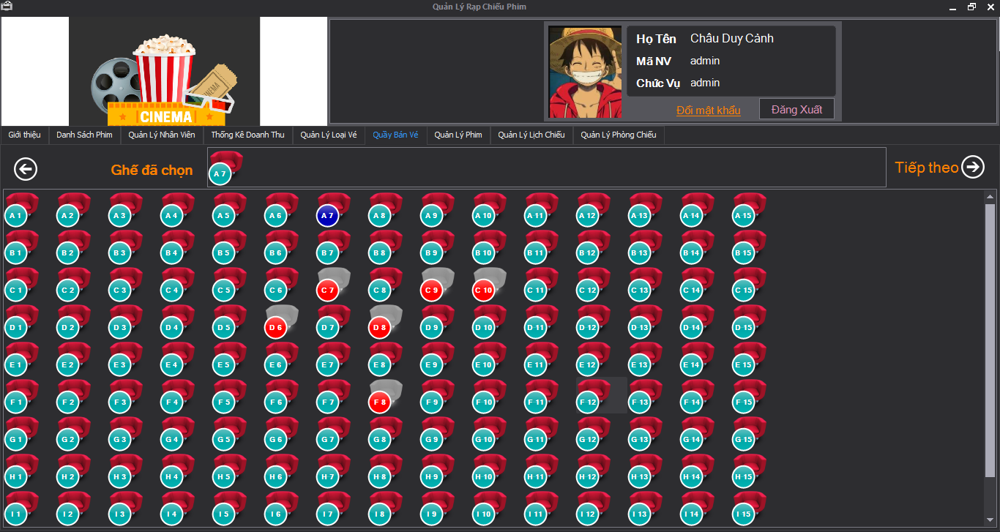 Quản Lý Rạp Chiếu Phim
CINEMA
CINEMA
Họ Tên Châu Duy Cảnh
Mã NV admin
Chức Vụ admin
Đổi mật khẩu Đăng Xuất
Giới thiệu Danh Sách Phim Quản Lý Nhân Viên Thống Kê Doanh Thu Quản Lý Loại Vé Quầy Bán Vé Quản Lý Phim Quản Lý Lịch Chiếu Quản Lý Phòng Chiếu
Ghế đã chọn A 7 Tiếp theo
A 1 A 2 A 3 A 4 A 5 A 6 A 7 A 8 A 9 A 10 A 11 A 12 A 13 A 14 A 15
B 1 B 2 B 3 B 4 B 5 B 6 B 7 B 8 B 9 B 10 B 11 B 12 B 13 B 14 B 15
C 1 C 2 C 3 C 4 C 5 C 6 C 7 C 8 C 9 C 10 C 11 C 12 C 13 C 14 C 15
D 1 D 2 D 3 D 4 D 5 D 6 D 7 D 8 D 9 D 10 D 11 D 12 D 13 D 14 D 15
E 1 E 2 E 3 E 4 E 5 E 6 E 7 E 8 E 9 E 10 E 11 E 12 E 13 E 14 E 15
F 1 F 2 F 3 F 4 F 5 F 6 F 7 F 8 F 9 F 10 F 11 F 12 F 13 F 14 F 15
G 1 G 2 G 3 G 4 G 5 G 6 G 7 G 8 G 9 G 10 G 11 G 12 G 13 G 14 G 15
H 1 H 2 H 3 H 4 H 5 H 6 H 7 H 8 H 9 H 10 H 11 H 12 H 13 H 14 H 15
I 1 I 2 I 3 I 4 I 5 I 6 I 7 I 8 I 9 I 10 I 11 I 12 I 13 I 14 I 15